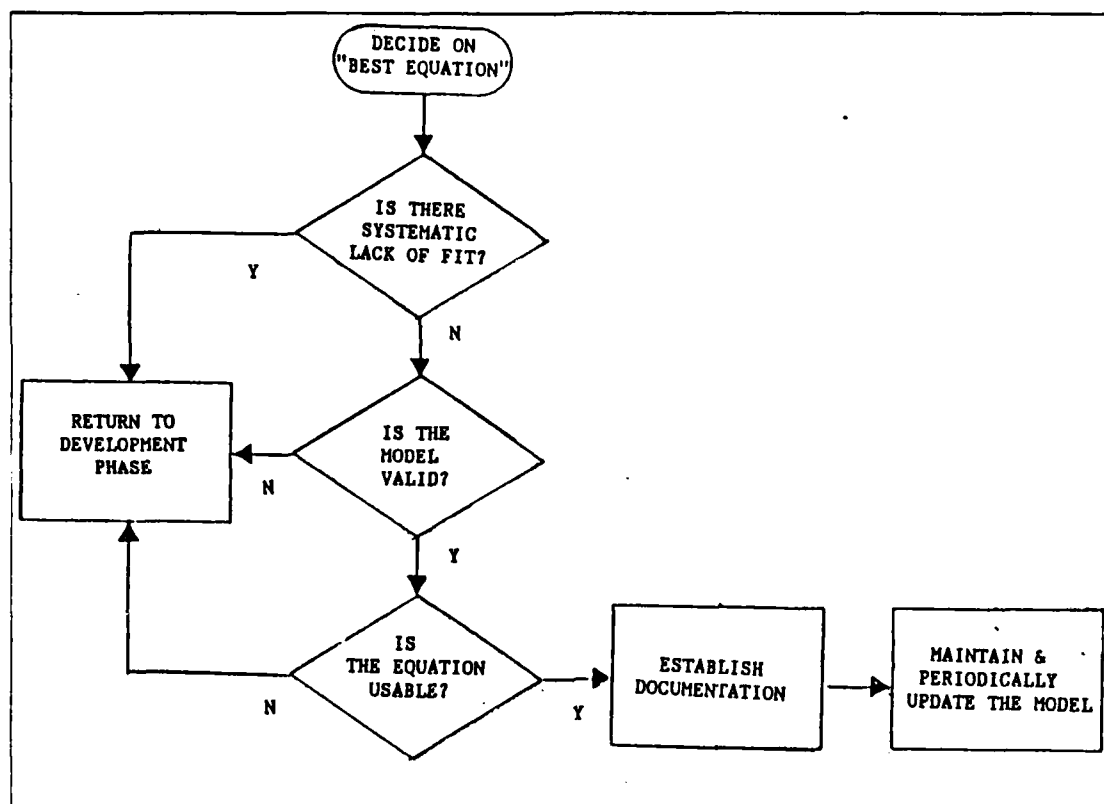 DECIDE ON
"BEST EQUATION"
IS THERE
SYSTEMATIC
LACK OF FIT?
Y
N
RETURN TO
DEVELOPMENT
PHASE
IS THE
MODEL
VALID?
N
Y
IS
THE EQUATION
USABLE?
N
Y
ESTABLISH
DOCUMENTATION
MAINTAIN &
PERIODICALLY
UPDATE THE MODEL